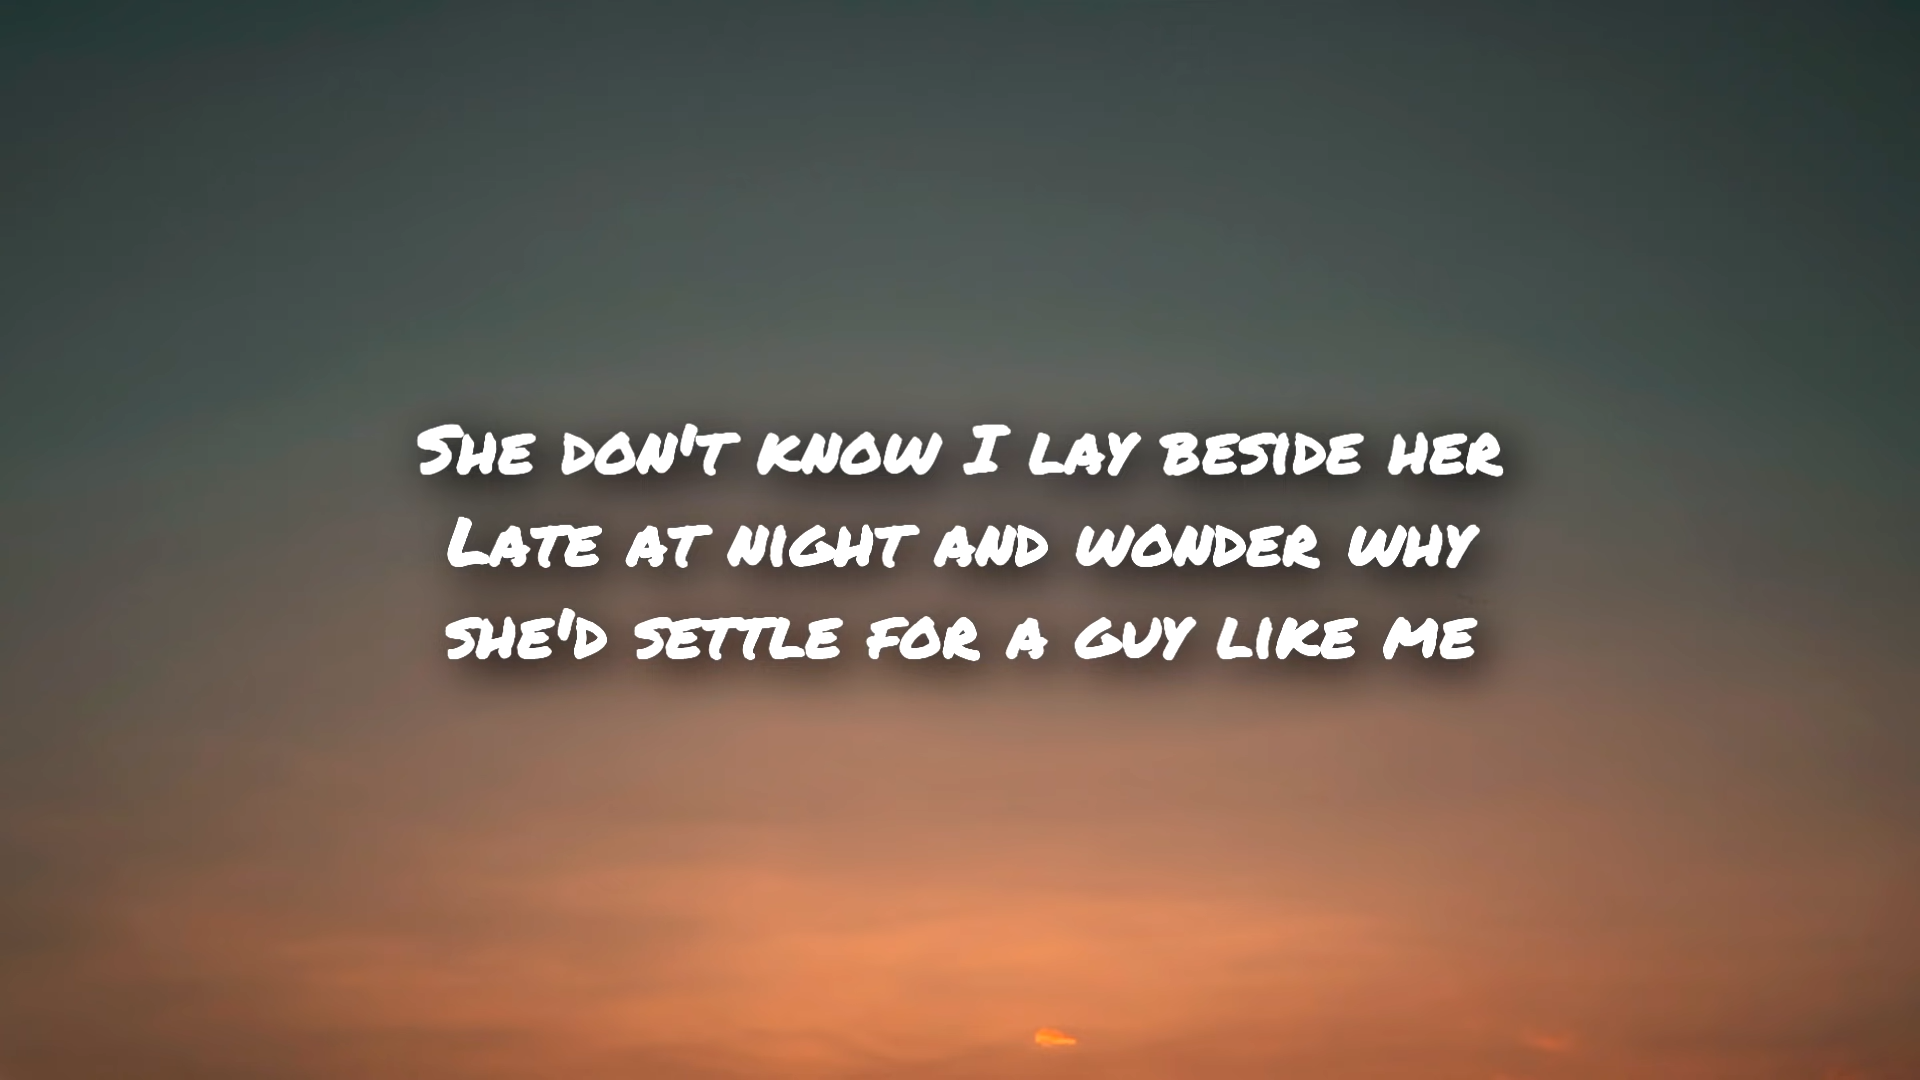 She don't know I lay beside her
Late at night and wonder why
she'd settle for a guy like me